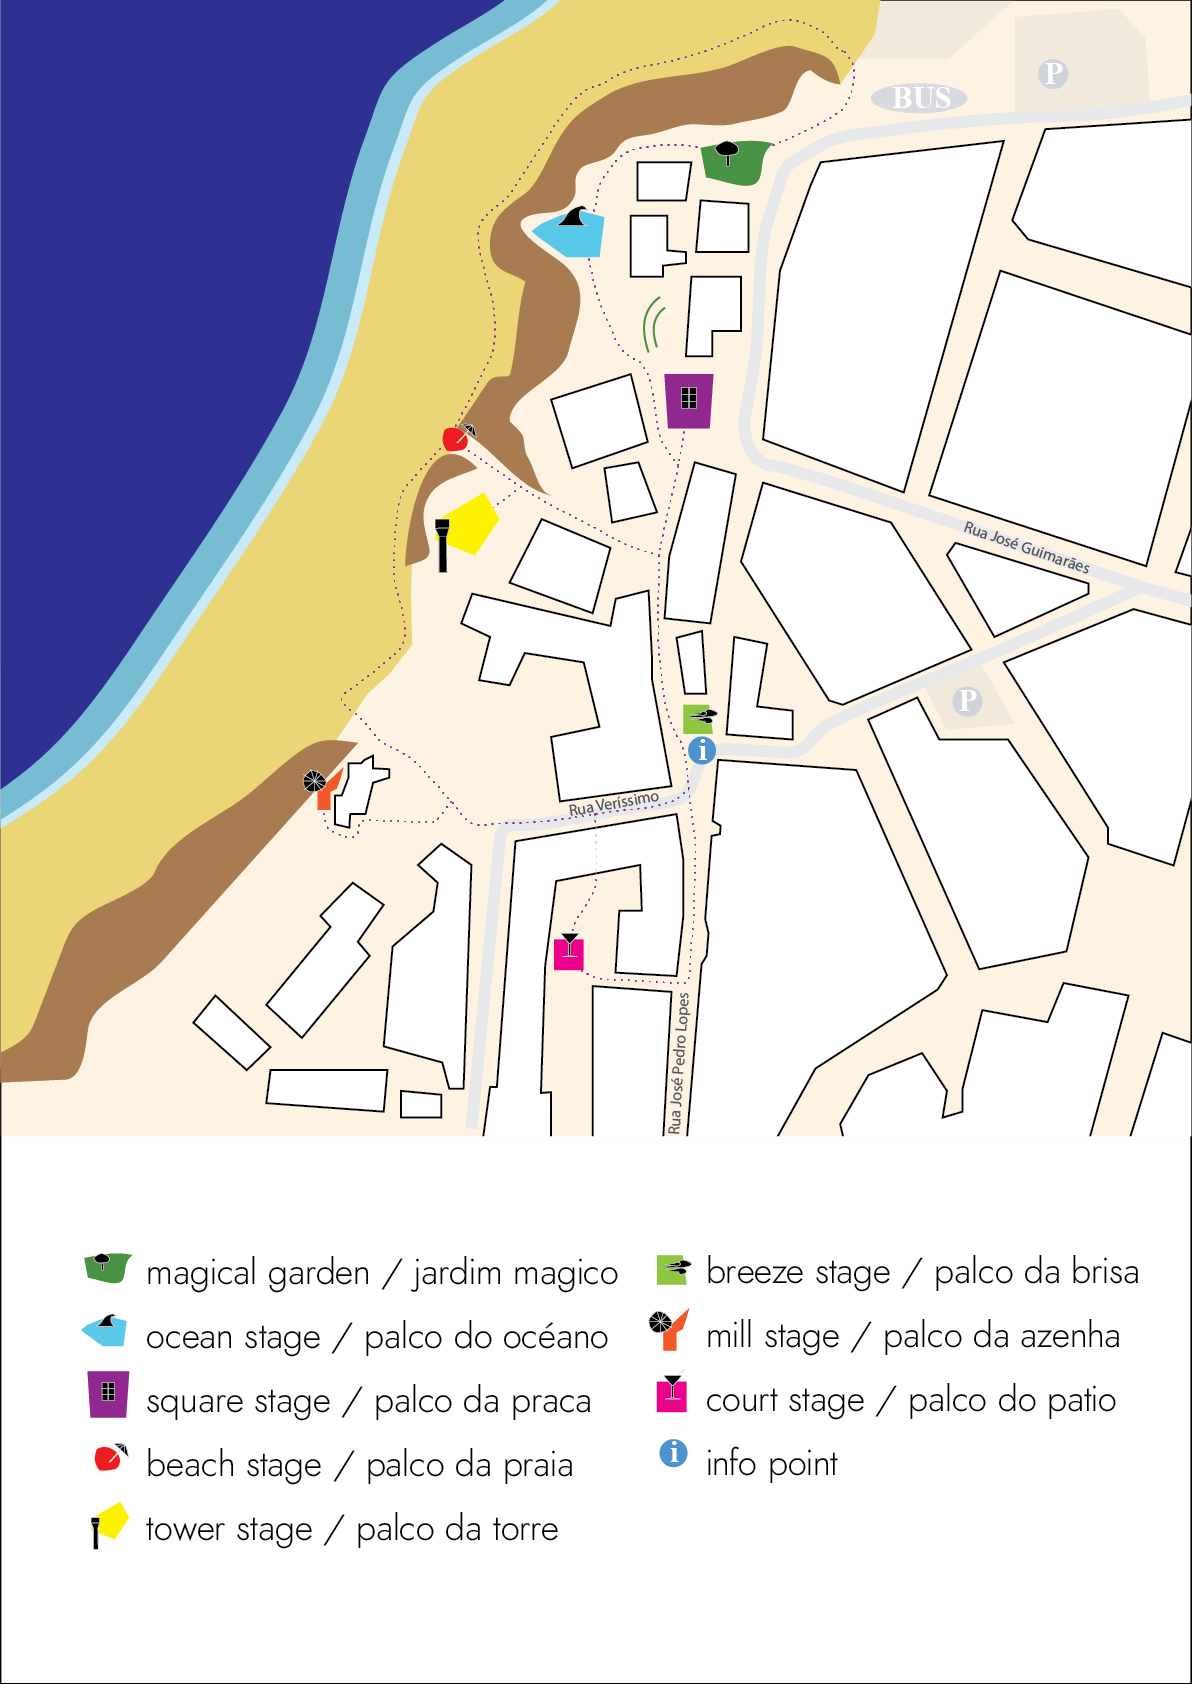 P
BUS
Rua José Guimarães
P
i
Rua Veríssimo
Rua José Pedro Lopes
magical garden / jardim magico
ocean stage / palco do océano
square stage / palco da praca
beach stage / palco da praia
tower stage / palco da torre
breeze stage / palco da brisa
mill stage / palco da azenha
court stage / palco do patio
i info point